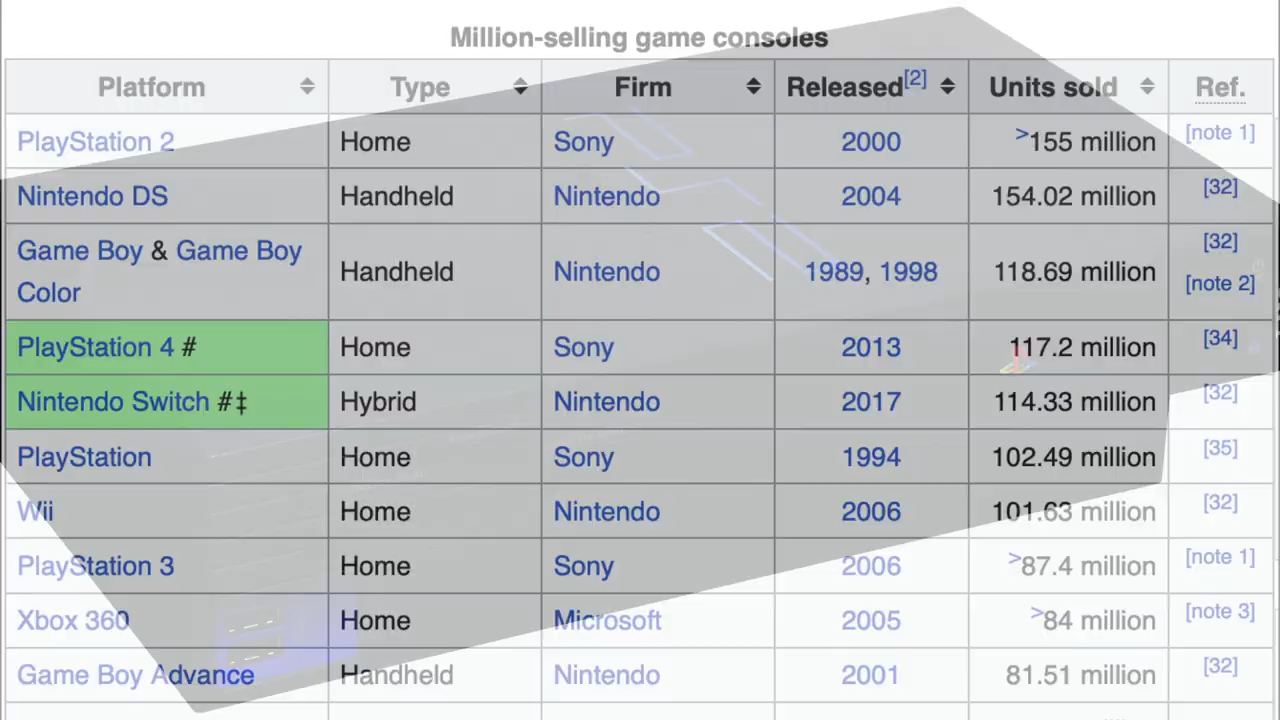 Million-selling game consoles
Platform Type Firm Released[2] Units sold Ref.
PlayStation 2 Home Sony 2000 >155 million [note 1]
Nintendo DS Handheld Nintendo 2004 154.02 million [32]
Game Boy & Game Boy Color Handheld Nintendo 1989, 1998 118.69 million [32] [note 2]
PlayStation 4 # Home Sony 2013 117.2 million [34]
Nintendo Switch #‡ Hybrid Nintendo 2017 114.33 million [32]
PlayStation Home Sony 1994 102.49 million [35]
Wii Home Nintendo 2006 101.63 million [32]
PlayStation 3 Home Sony 2006 >87.4 million [note 1]
Xbox 360 Home Microsoft 2005 >84 million [note 3]
Game Boy Advance Handheld Nintendo 2001 81.51 million [32]